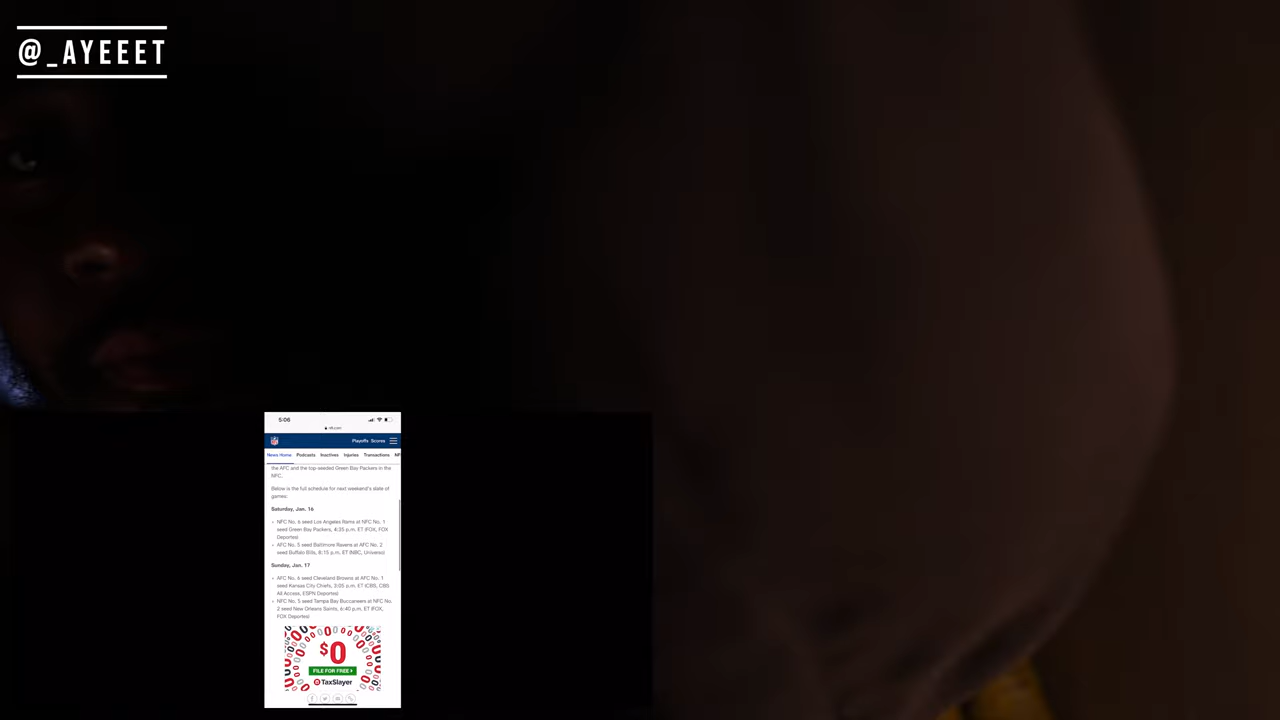 @_AYEEET
5:06
nfl.com
Playoffs Scores
News Home Podcasts Inactives Injuries Transactions NF
the AFC and the top-seeded Green Bay Packers in the
NFC.
Below is the full schedule for next weekend's slate of
games:
Saturday, Jan. 16
NFC No. 6 seed Los Angeles Rams at NFC No. 1
seed Green Bay Packers, 4:35 p.m. ET (FOX, FOX
Deportes)
AFC No. 5 seed Baltimore Ravens at AFC No. 2
seed Buffalo Bills, 8:15 p.m. ET (NBC, Universo)
Sunday, Jan. 17
AFC No. 6 seed Cleveland Browns at AFC No. 1
seed Kansas City Chiefs, 3:05 p.m. ET (CBS, CBS
All Access, ESPN Deportes)
NFC No. 5 seed Tampa Bay Buccaneers at NFC No.
2 seed New Orleans Saints, 6:40 p.m. ET (FOX,
FOX Deportes)
$0
FILE FOR FREE
TaxSlayer